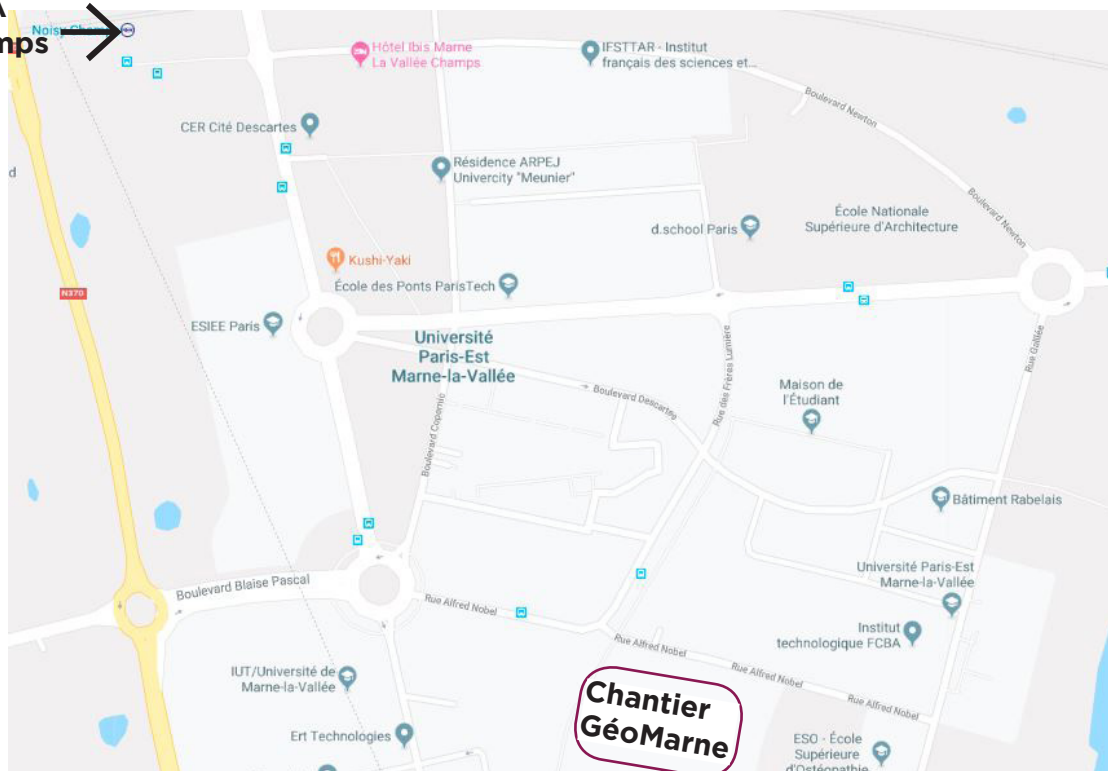 Noisy-Champs
mps
Hôtel Ibis Marne
La Vallée Champs
IFSTTAR - Institut
français des sciences et...
Boulevard Newton
CER Cité Descartes
Résidence ARPEJ
Univercity "Meunier"
d
d.school Paris
École Nationale
Supérieure d'Architecture
Boulevard Newton
Kushi-Yaki
École des Ponts ParisTech
N370
ESIEE Paris
Université
Paris-Est
Marne-la-Vallée
Boulevard Descartes
Rue des Frères Lumière
Rue Galilée
Maison de
l'Étudiant
Boulevard Copernic
Bâtiment Rabelais
Université Paris-Est
Marne-la-Vallée
Boulevard Blaise Pascal
Rue Alfred Nobel
Institut
technologique FCBA
Rue Alfred Nobel
Rue Alfred Nobel
Rue Alfred Nobel
IUT/Université de
Marne-la-Vallée
Chantier
GéoMarne
Ert Technologies
ESO - École
Supérieure
d'Ostéopathie